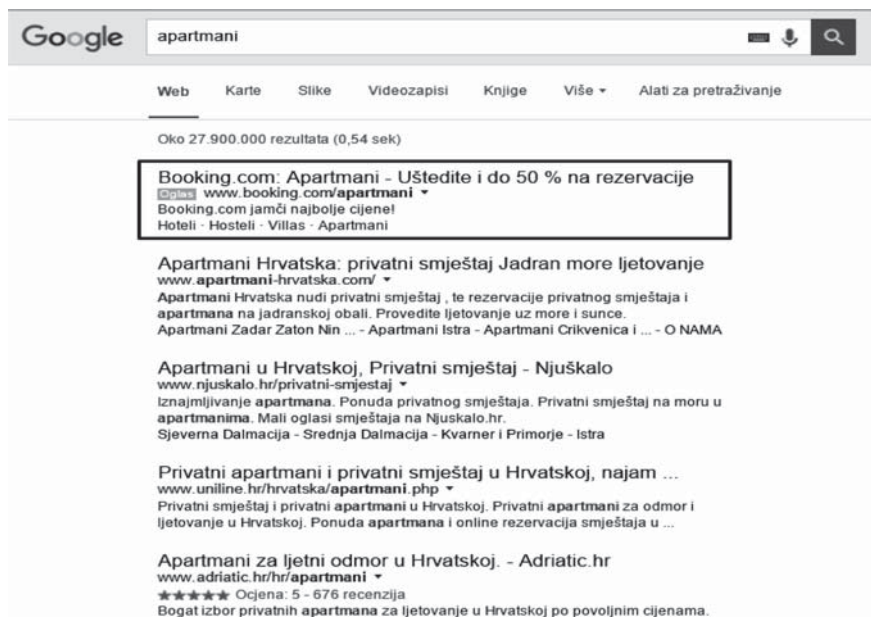 Google apartmani
Web Karte Slike Videozapisi Knjige Više Alati za pretraživanje
Oko 27.900.000 rezultata (0,54 sek)
Booking.com: Apartmani - Uštedite i do 50 % na rezervacije
Oglas www.booking.com/apartmani
Booking.com jamči najbolje cijene!
Hoteli · Hosteli · Villas · Apartmani
Apartmani Hrvatska: privatni smještaj Jadran more ljetovanje
www.apartmani-hrvatska.com/
Apartmani Hrvatska nudi privatni smještaj , te rezervacije privatnog smještaja i
apartmana na jadranskoj obali. Provedite ljetovanje uz more i sunce.
Apartmani Zadar Zaton Nin ... - Apartmani Istra - Apartmani Crikvenica i ... - O NAMA
Apartmani u Hrvatskoj, Privatni smještaj - Njuškalo
www.njuskalo.hr/privatni-smjestaj
Iznajmljivanje apartmana. Ponuda privatnog smještaja. Privatni smještaj na moru u
apartmanima. Mali oglasi smještaja na Njuskalo.hr.
Sjeverna Dalmacija - Srednja Dalmacija - Kvarner i Primorje - Istra
Privatni apartmani i privatni smještaj u Hrvatskoj, najam ...
www.uniline.hr/hrvatska/apartmani.php
Privatni smještaj i privatni apartmani u Hrvatskoj. Privatni apartmani za odmor i
ljetovanje u Hrvatskoj. Ponuda apartmana i online rezervacija smještaja u ...
Apartmani za ljetni odmor u Hrvatskoj. - Adriatic.hr
www.adriatic.hr/hr/apartmani
★★★★★ Ocjena: 5 - 676 recenzija
Bogat izbor privatnih apartmana za ljetovanje u Hrvatskoj po povoljnim cijenama.